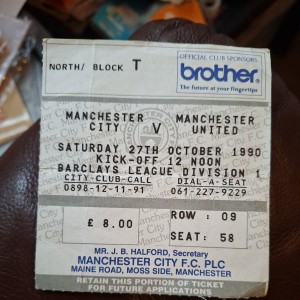 NORTH/ BLOCK T
OFFICIAL CLUB SPONSORS
brother®
The future at your fingertips
MANCHESTER CITY V MANCHESTER UNITED
SATURDAY 27TH OCTOBER 1990
KICK-OFF 12 NOON
BARCLAYS LEAGUE DIVISION 1
CITY-CLUB-CALL DIAL-A-SEAT
0898-12-11-91 061-227-9229
£ 8.00
ROW : 09
SEAT: 58
MR. J. B. HALFORD, Secretary
MANCHESTER CITY F.C. PLC
MAINE ROAD, MOSS SIDE, MANCHESTER
RETAIN THIS PORTION OF TICKET
FOR FUTURE APPLICATIONS